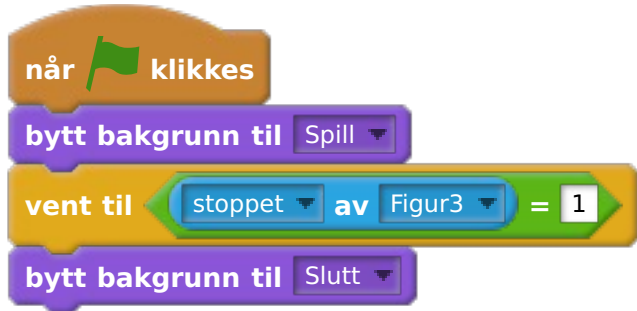 når klikkes
bytt bakgrunn til Spill
vent til stoppet av Figur3 = 1
bytt bakgrunn til Slutt